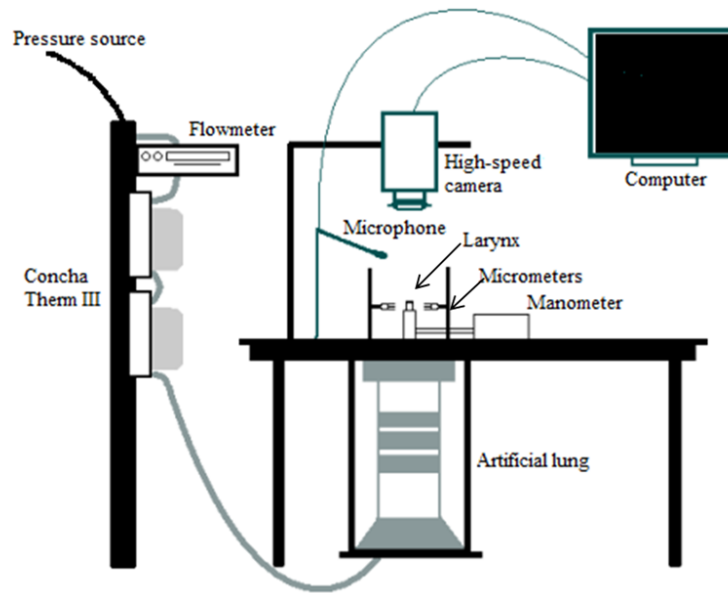 Pressure source
Flowmeter
High-speed
camera
Computer
Microphone
Larynx
Concha
Therm III
Micrometers
Manometer
Artificial lung